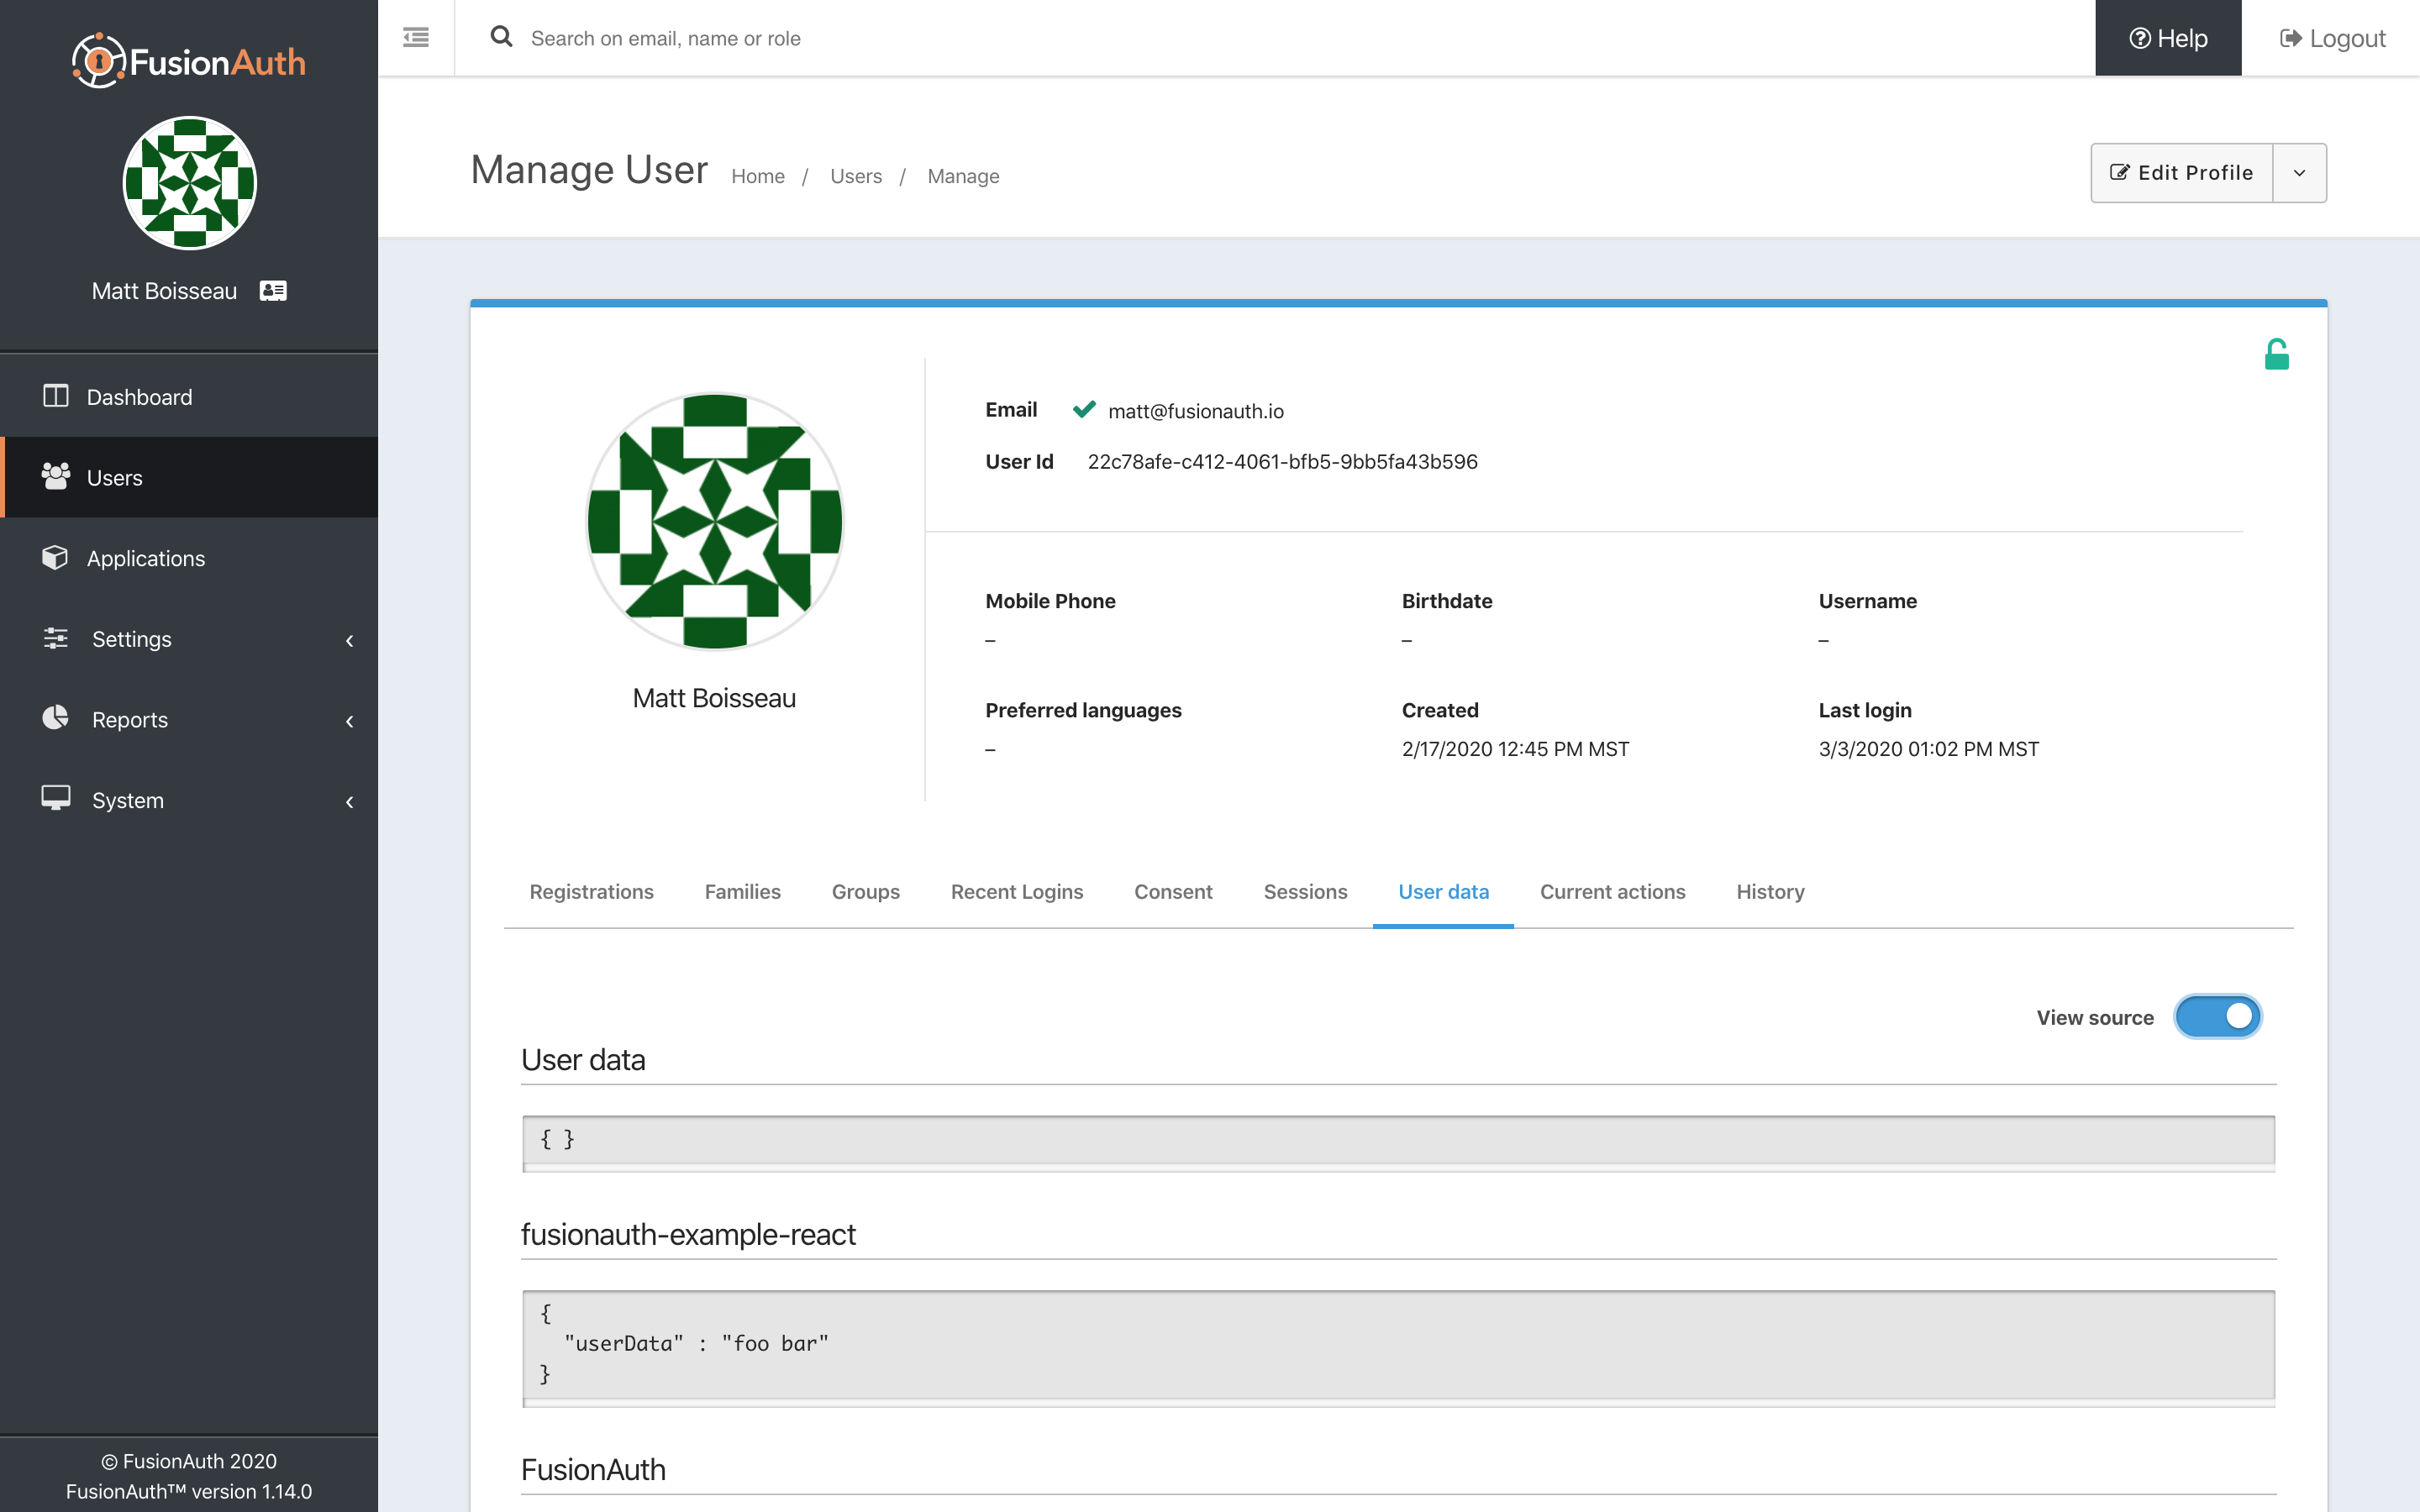 FusionAuth
Matt Boisseau
Dashboard
Users
Applications
Settings
Reports
System
© FusionAuth 2020
FusionAuth™ version 1.14.0
Search on email, name or role
Help
Logout
Manage User
Home / Users / Manage
Edit Profile
Matt Boisseau
Email matt@fusionauth.io
User Id 22c78afe-c412-4061-bfb5-9bb5fa43b596
Mobile Phone Birthdate Username
– – –
Preferred languages Created Last login
– 2/17/2020 12:45 PM MST 3/3/2020 01:02 PM MST
Registrations Families Groups Recent Logins Consent Sessions User data Current actions History
View source
User data
{ }
fusionauth-example-react
{
"userData" : "foo bar"
}
FusionAuth